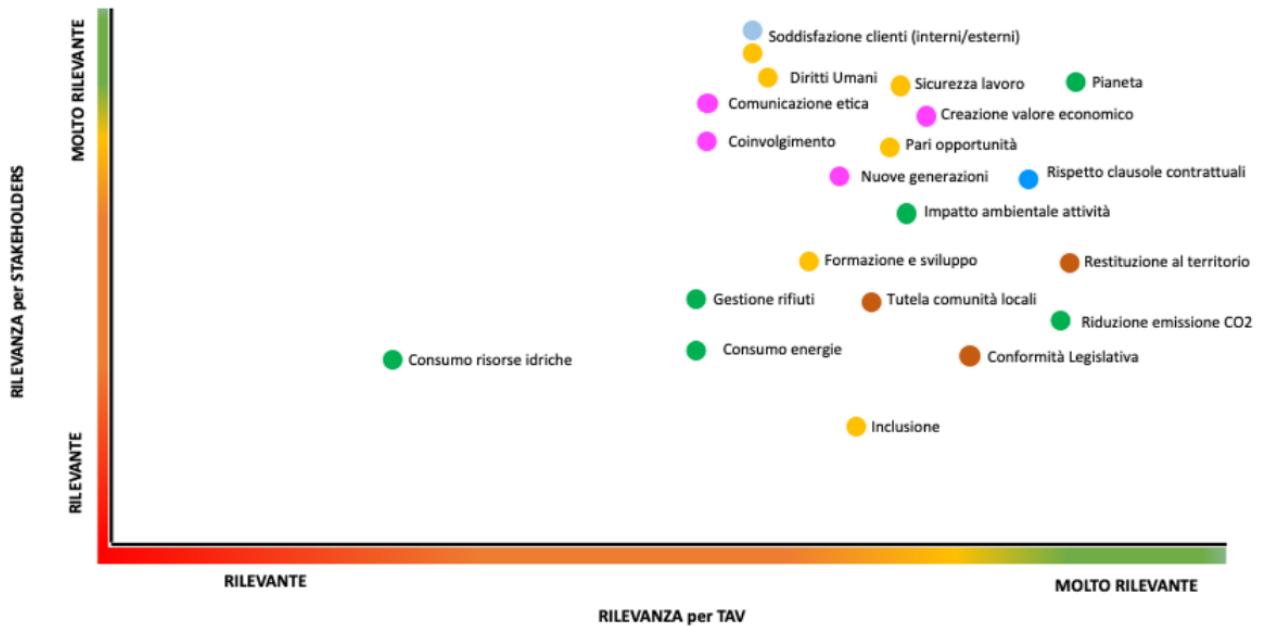 MOLTO RILEVANTE
RILEVANZA per STAKEHOLDERS
RILEVANTE
Soddisfazione clienti (interni/esterni)
Diritti Umani
Sicurezza lavoro
Pianeta
Comunicazione etica
Creazione valore economico
Coinvolgimento
Pari opportunità
Nuove generazioni
Rispetto clausole contrattuali
Impatto ambientale attività
Formazione e sviluppo
Restituzione al territorio
Gestione rifiuti
Tutela comunità locali
Riduzione emissione CO2
Consumo energie
Conformità Legislativa
Consumo risorse idriche
Inclusione
RILEVANTE
MOLTO RILEVANTE
RILEVANZA per TAV